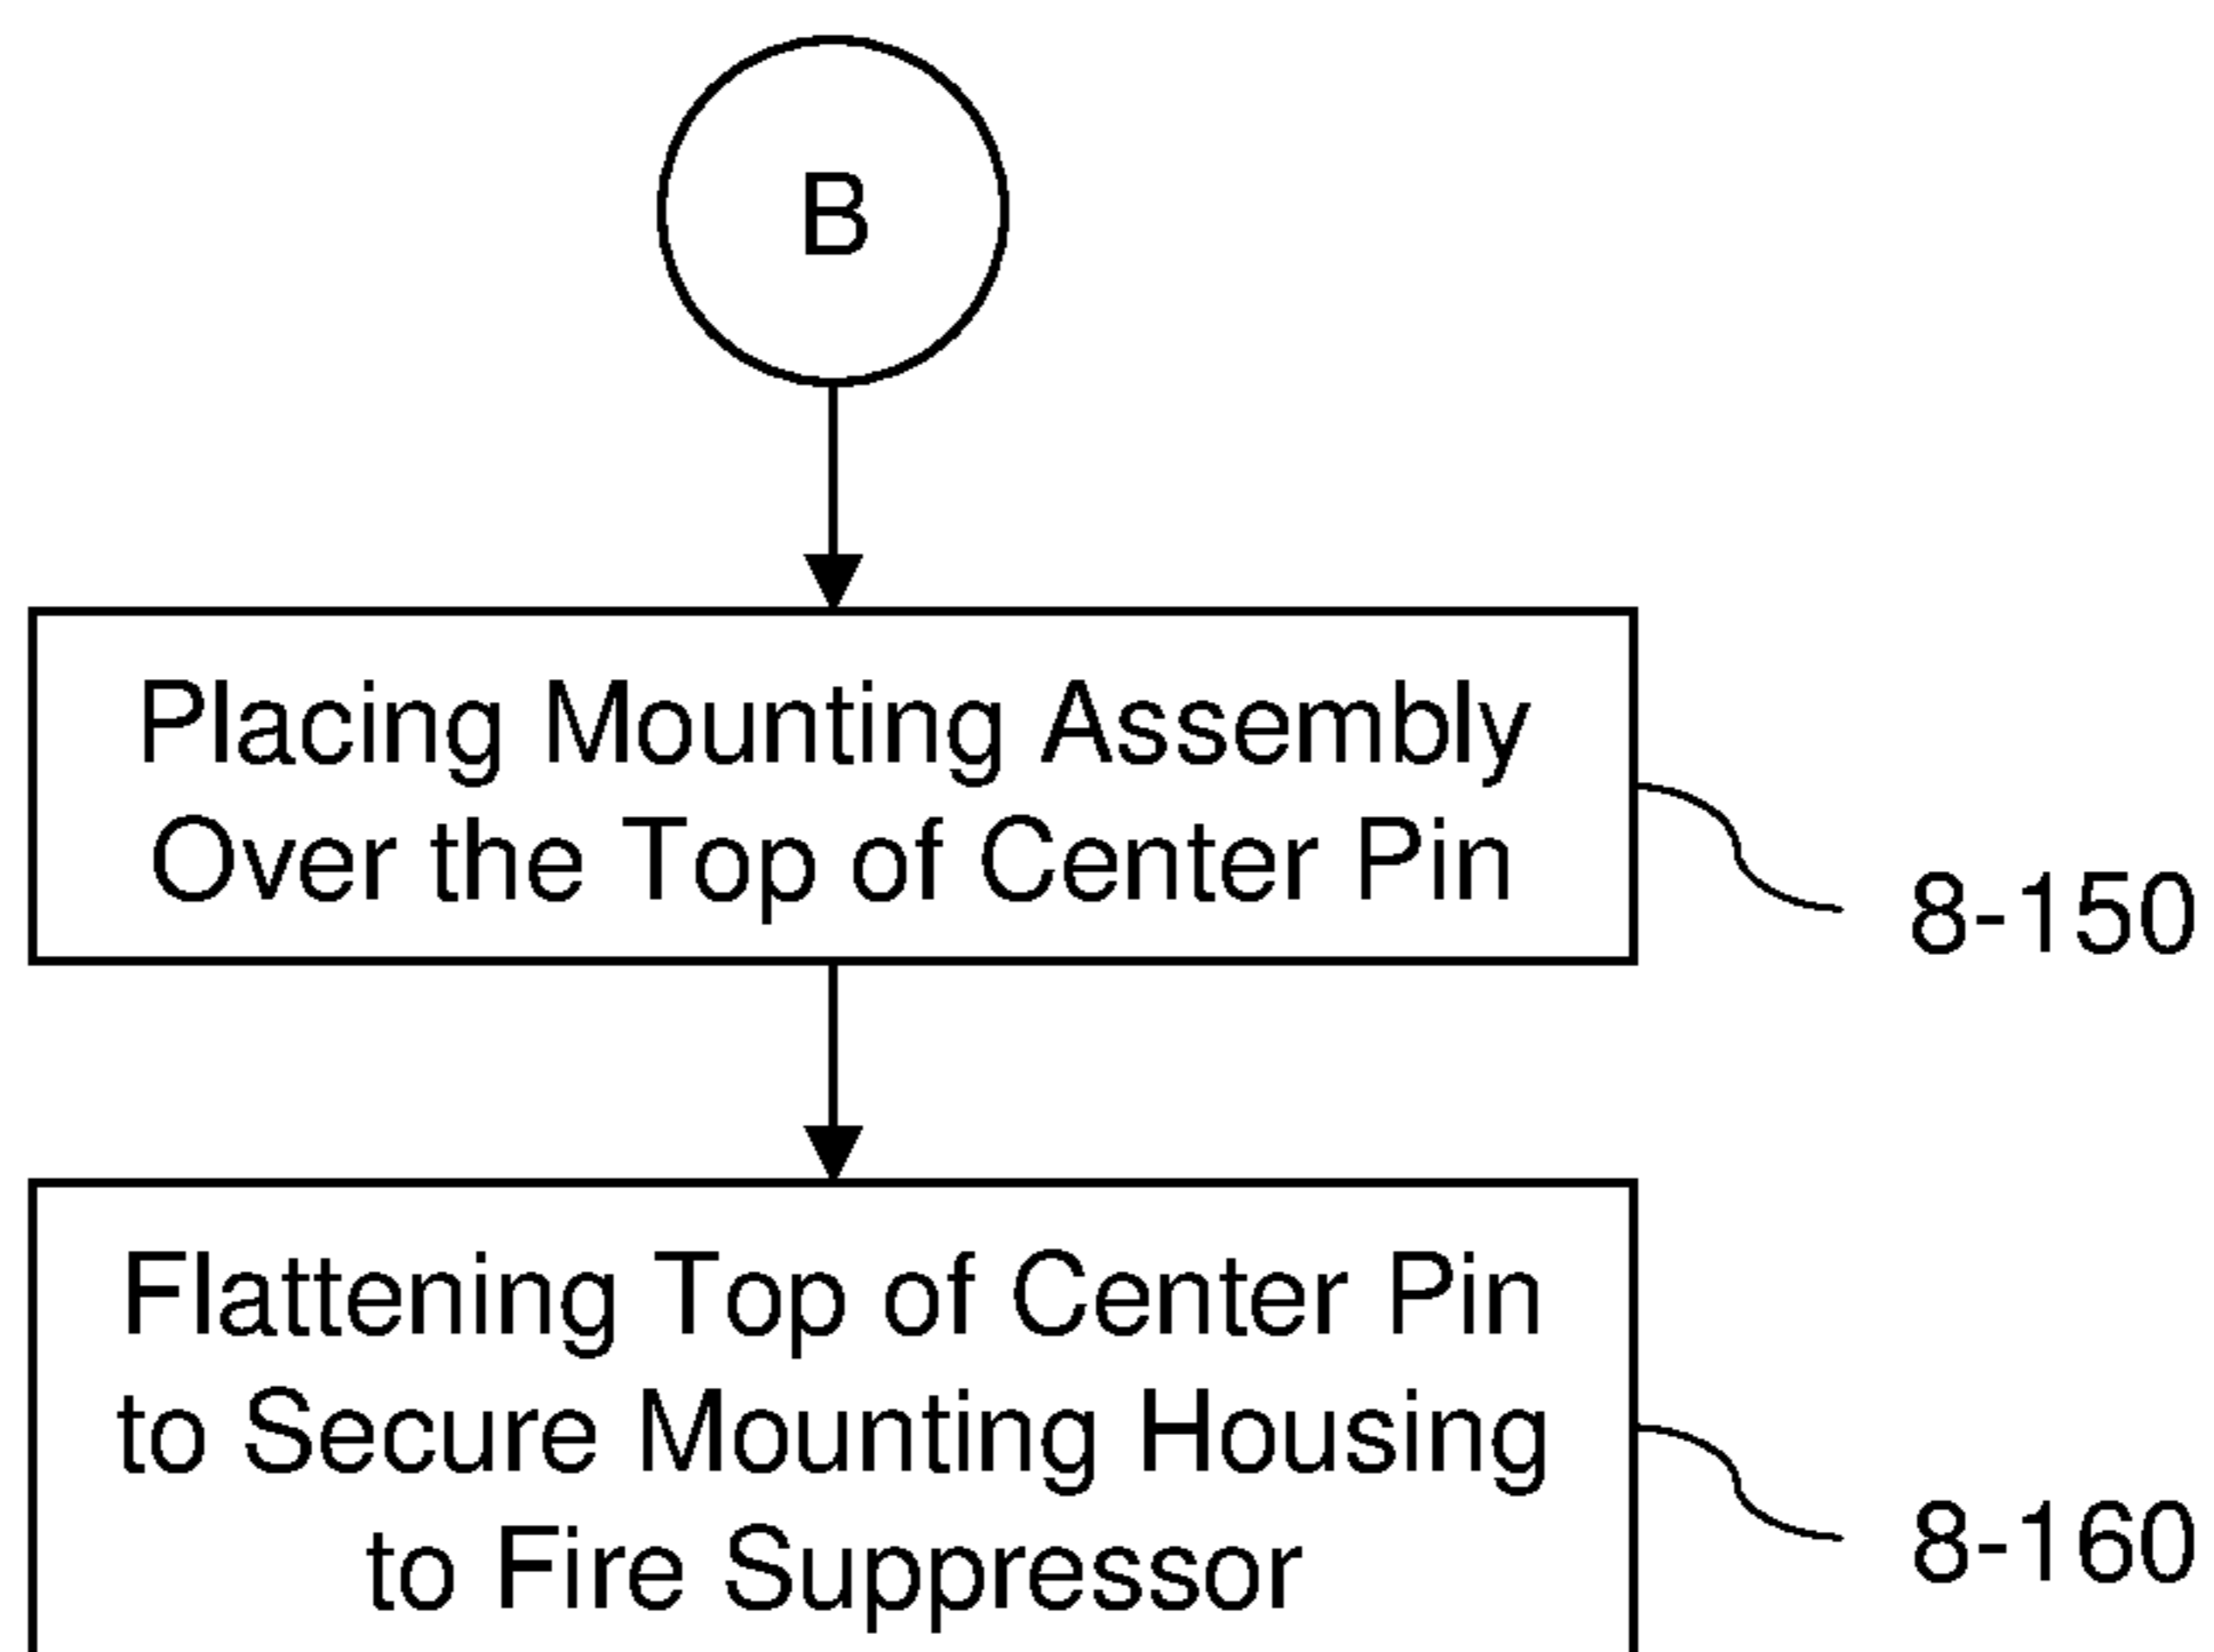 B
Placing Mounting Assembly
Over the Top of Center Pin
8-150
Flattening Top of Center Pin
to Secure Mounting Housing
to Fire Suppressor
8-160